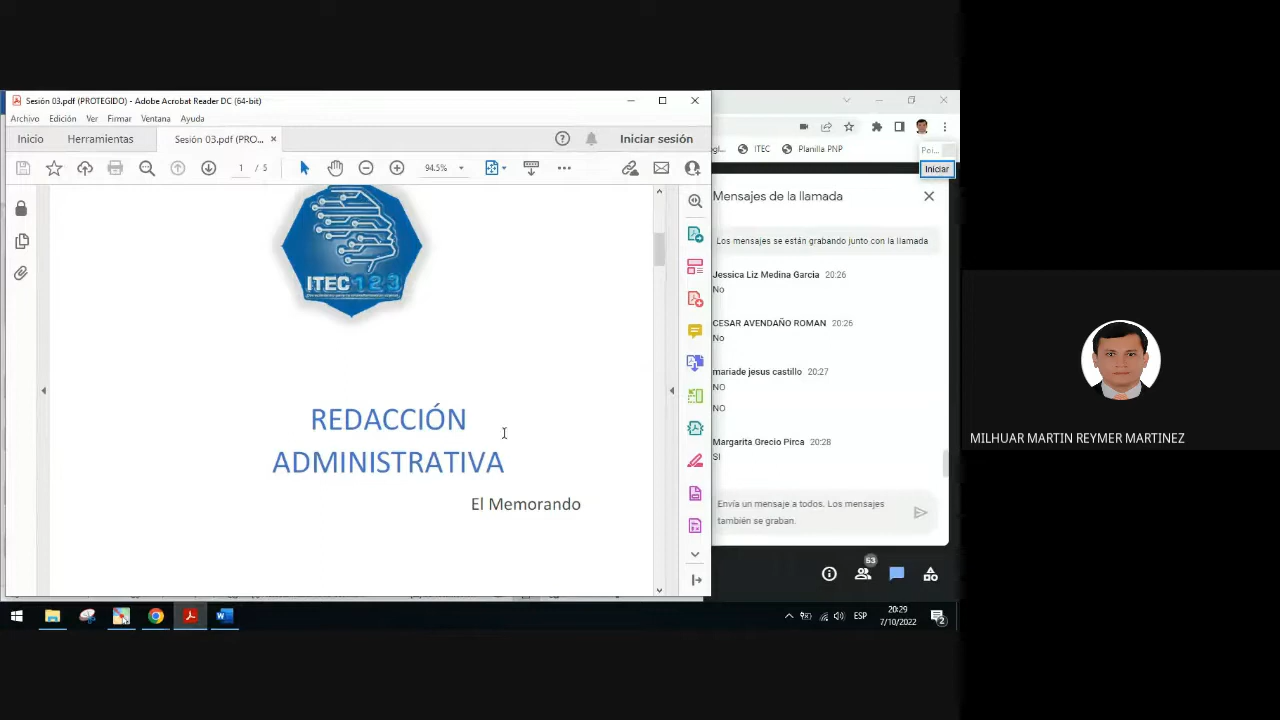 Sesión 03.pdf (PROTEGIDO) - Adobe Acrobat Reader DC (64-bit)
Archivo Edición Ver Firmar Ventana Ayuda
Inicio Herramientas Sesión 03.pdf (PRO... × Iniciar sesión
1 / 5 94.5%
ITEC 1 2 3
REDACCIÓN
ADMINISTRATIVA
El Memorando
ITEC Planilla PNP
Iniciar
Mensajes de la llamada
Los mensajes se están grabando junto con la llamada
Jessica Liz Medina Garcia 20:26
No
CESAR AVENDAÑO ROMAN 20:26
No
mariade jesus castillo 20:27
NO
NO
Margarita Grecio Pirca 20:28
SI
Envía un mensaje a todos. Los mensajes
también se graban.
53
ESP
20:29
7/10/2022
2
MILHUAR MARTIN REYMER MARTINEZ